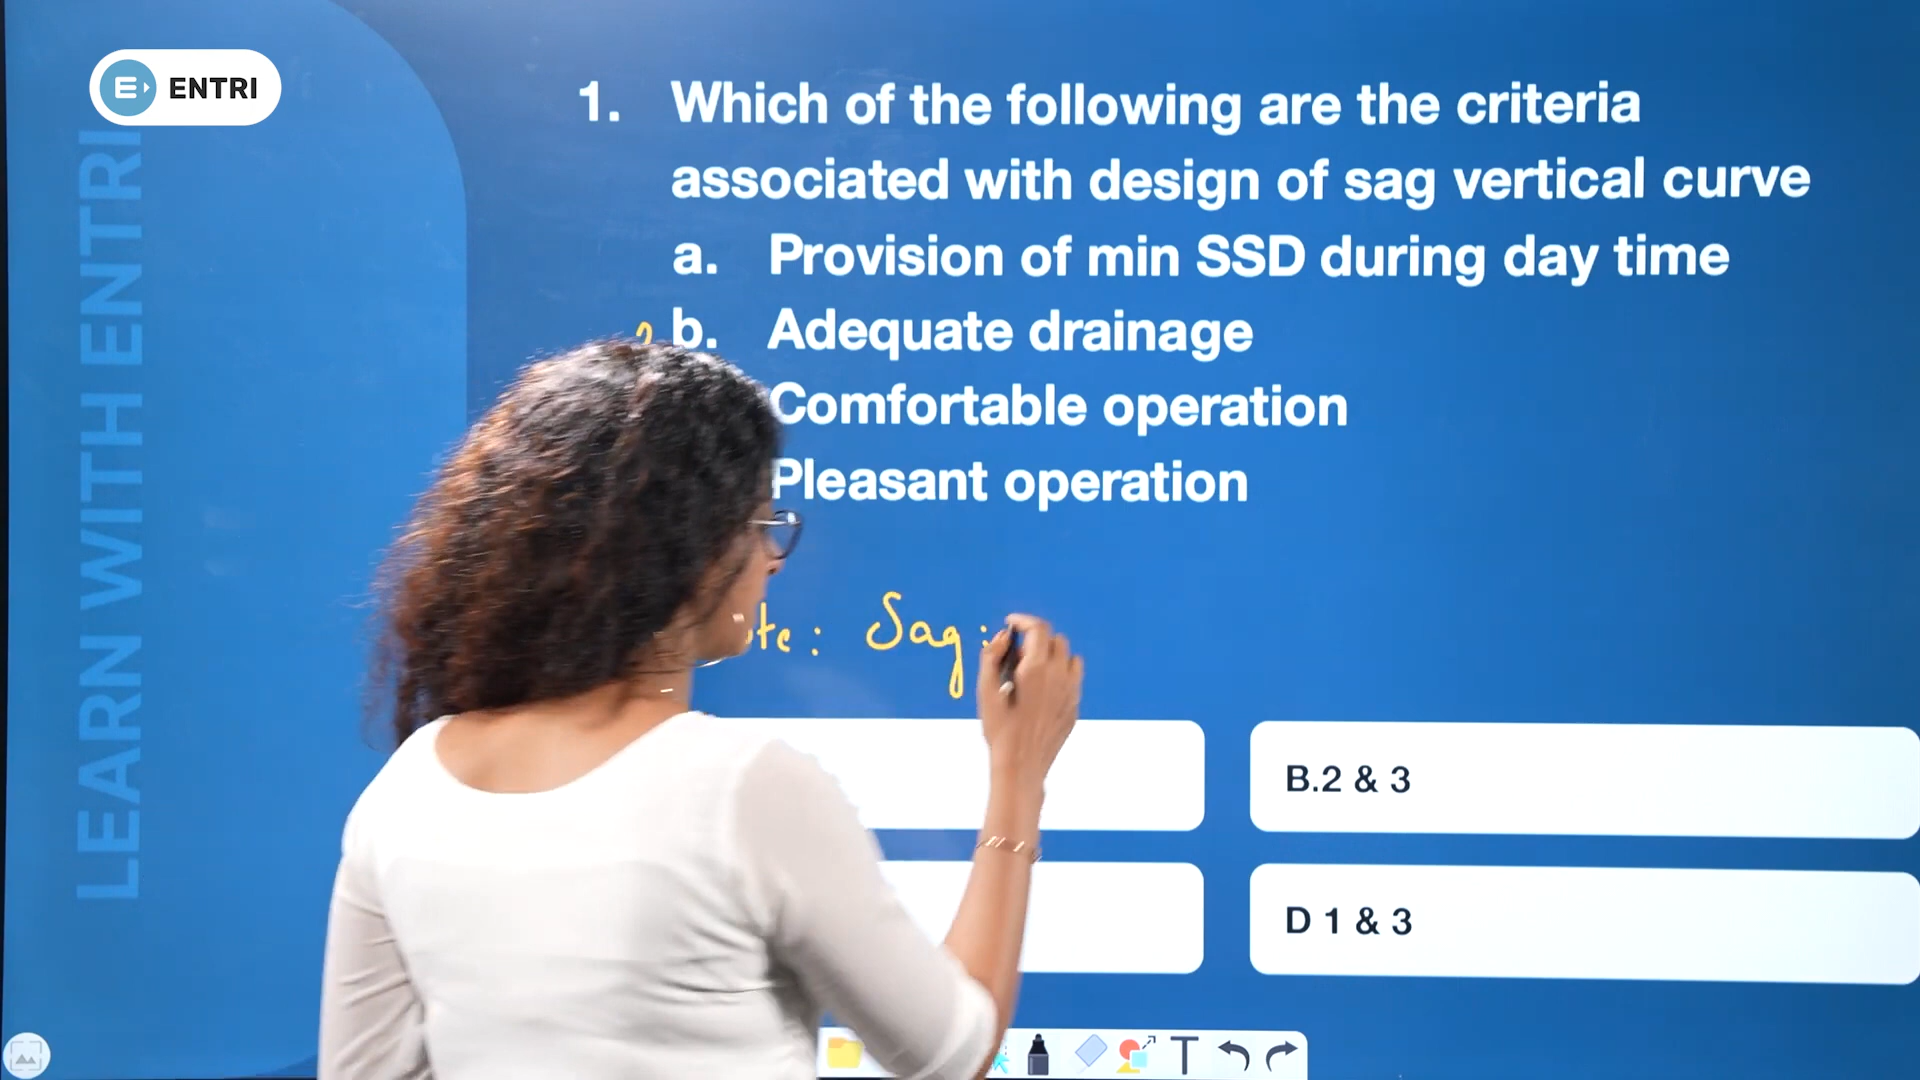 ENTRI
LEARN WITH ENTRI
1. Which of the following are the criteria
associated with design of sag vertical curve
a. Provision of min SSD during day time
b. Adequate drainage
Comfortable operation
Pleasant operation
Sag :
B.2 & 3
D 1 & 3